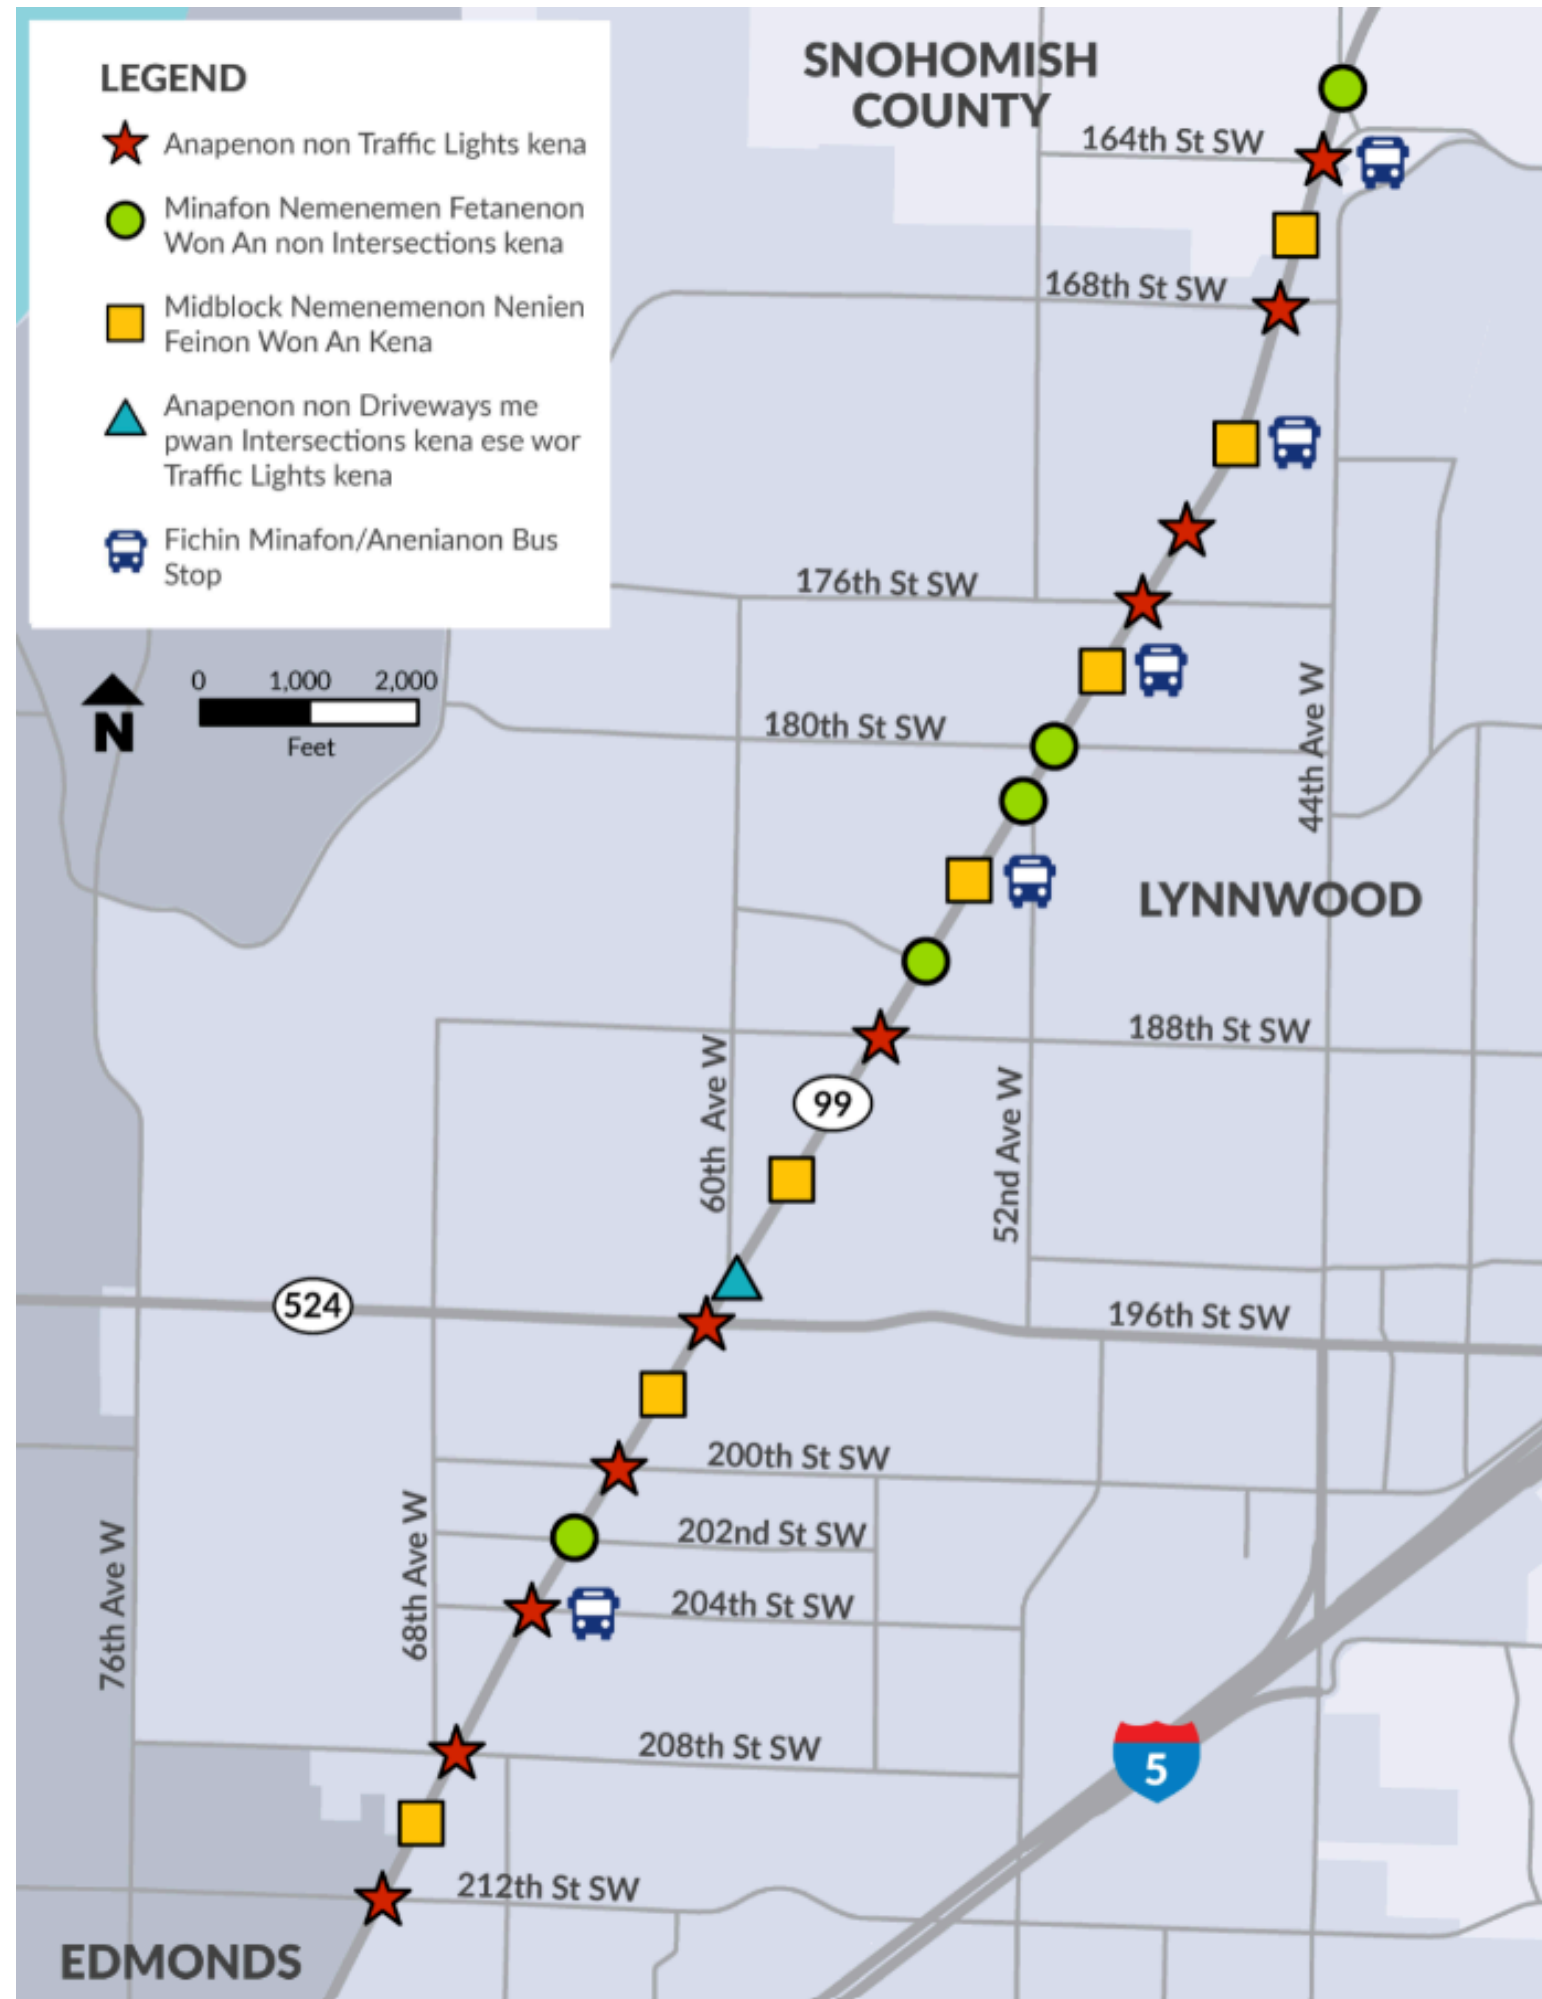 LEGEND
Anapenon non Traffic Lights kena
Minafon Nemenemen Fetanenon
Won An non Intersections kena
Midblock Nemenemenon Nenien
Feinon Won An Kena
Anapenon non Driveways me
pwan Intersections kena ese wor
Traffic Lights kena
Fichin Minafon/Anenianon Bus
Stop
SNOHOMISH
COUNTY
164th St SW
168th St SW
176th St SW
0 1,000 2,000
Feet
N
180th St SW
44th Ave W
LYNNWOOD
188th St SW
60th Ave W
99
52nd Ave W
524
196th St SW
200th St SW
202nd St SW
76th Ave W
68th Ave W
204th St SW
208th St SW
5
212th St SW
EDMONDS